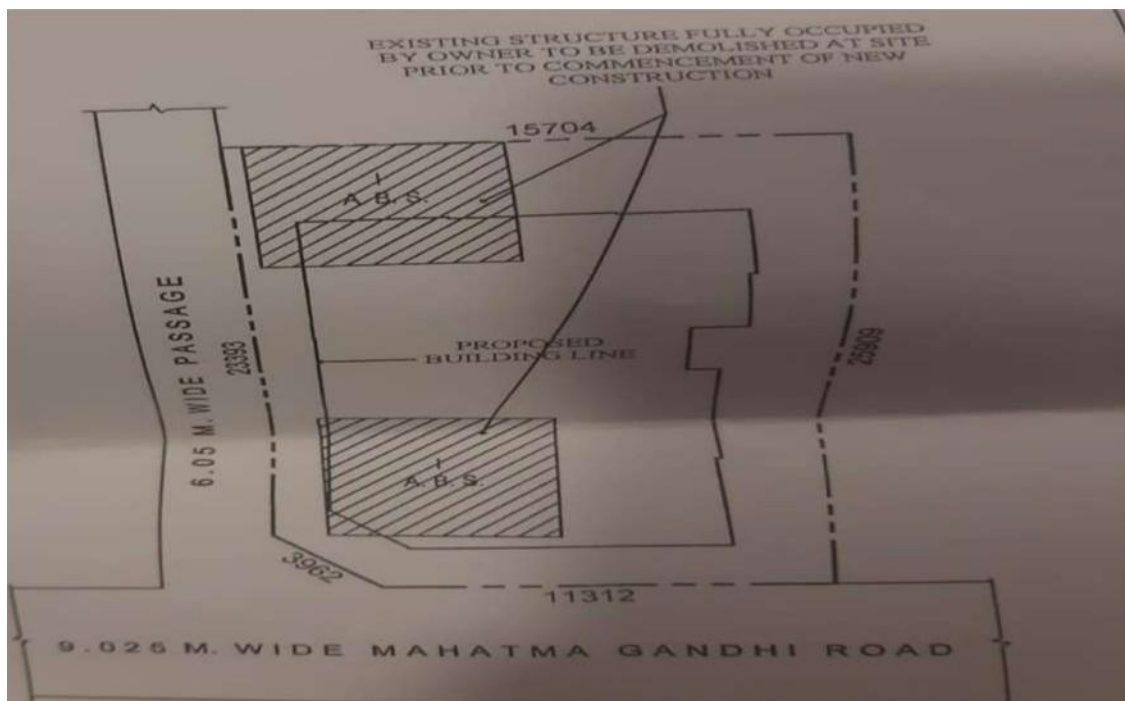 EXISTING STRUCTURE FULLY OCCUPIED
BY OWNER TO BE DEMOLISHED AT SITE
PRIOR TO COMMENCEMENT OF NEW
CONSTRUCTION
15704
I
A.B.S.
6.05 M. WIDE PASSAGE
23393
PROPOSED
BUILDING LINE
25909
I
A.B.S.
3962
11312
9.025 M. WIDE MAHATMA GANDHI ROAD